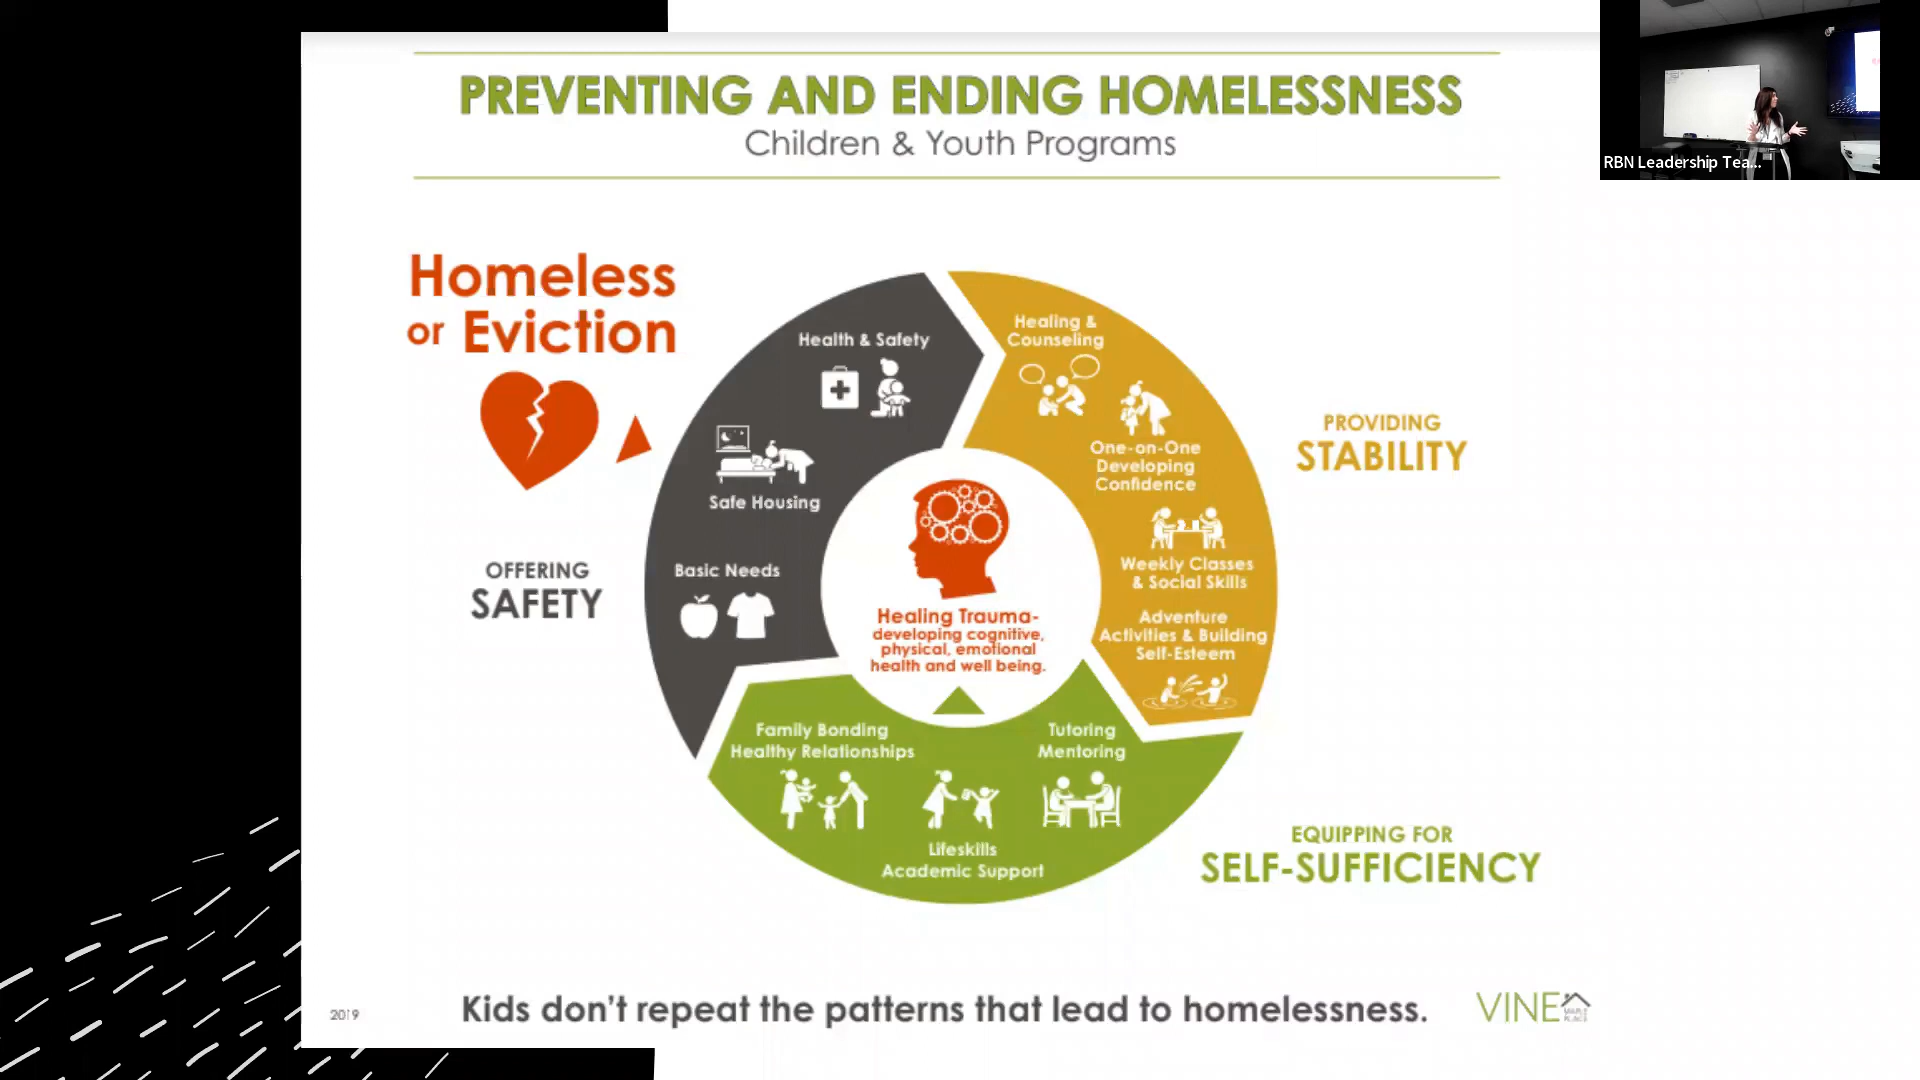 PREVENTING AND ENDING HOMELESSNESS
Children & Youth Programs
RBN Leadership Tea...
Homeless
or Eviction
Health & Safety
Safe Housing
Basic Needs
OFFERING
SAFETY
Healing &
Counseling
One-on-One
Developing
Confidence
Weekly Classes
& Social Skills
Adventure
Activities & Building
Self-Esteem
PROVIDING
STABILITY
Healing Trauma-
developing cognitive,
physical, emotional
health and well being.
Family Bonding
Healthy Relationships
Tutoring
Mentoring
Lifeskills
Academic Support
EQUIPPING FOR
SELF-SUFFICIENCY
2019
Kids don't repeat the patterns that lead to homelessness.
VINE
MAPLE
PLACE